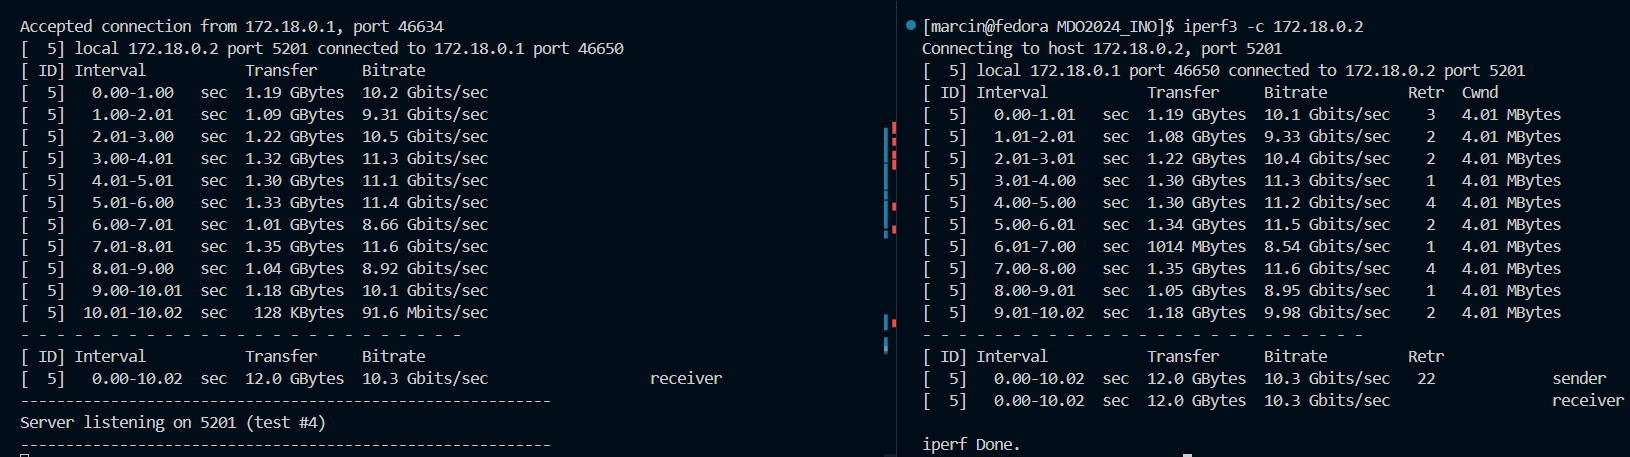 Accepted connection from 172.18.0.1, port 46634
[  5] local 172.18.0.2 port 5201 connected to 172.18.0.1 port 46650
[ ID] Interval           Transfer     Bitrate
[  5]   0.00-1.00   sec  1.19 GBytes  10.2 Gbits/sec
[  5]   1.00-2.01   sec  1.09 GBytes  9.31 Gbits/sec
[  5]   2.01-3.00   sec  1.22 GBytes  10.5 Gbits/sec
[  5]   3.00-4.01   sec  1.32 GBytes  11.3 Gbits/sec
[  5]   4.01-5.01   sec  1.30 GBytes  11.1 Gbits/sec
[  5]   5.01-6.00   sec  1.33 GBytes  11.4 Gbits/sec
[  5]   6.00-7.01   sec  1.01 GBytes  8.66 Gbits/sec
[  5]   7.01-8.01   sec  1.35 GBytes  11.6 Gbits/sec
[  5]   8.01-9.00   sec  1.04 GBytes  8.92 Gbits/sec
[  5]   9.00-10.01  sec  1.18 GBytes  10.1 Gbits/sec
[  5]  10.01-10.02  sec   128 KBytes  91.6 Mbits/sec
- - - - - - - - - - - - - - - - - - - - - - - - -
[ ID] Interval           Transfer     Bitrate
[  5]   0.00-10.02  sec  12.0 GBytes  10.3 Gbits/sec                  receiver
-----------------------------------------------------------
Server listening on 5201 (test #4)
-----------------------------------------------------------
[marcin@fedora MDO2024_INO]$ iperf3 -c 172.18.0.2
Connecting to host 172.18.0.2, port 5201
[  5] local 172.18.0.1 port 46650 connected to 172.18.0.2 port 5201
[ ID] Interval           Transfer     Bitrate         Retr  Cwnd
[  5]   0.00-1.01   sec  1.19 GBytes  10.1 Gbits/sec    3   4.01 MBytes
[  5]   1.01-2.01   sec  1.08 GBytes  9.33 Gbits/sec    2   4.01 MBytes
[  5]   2.01-3.01   sec  1.22 GBytes  10.4 Gbits/sec    2   4.01 MBytes
[  5]   3.01-4.00   sec  1.30 GBytes  11.3 Gbits/sec    1   4.01 MBytes
[  5]   4.00-5.00   sec  1.30 GBytes  11.2 Gbits/sec    4   4.01 MBytes
[  5]   5.00-6.01   sec  1.34 GBytes  11.5 Gbits/sec    2   4.01 MBytes
[  5]   6.01-7.00   sec  1014 MBytes  8.54 Gbits/sec    1   4.01 MBytes
[  5]   7.00-8.00   sec  1.35 GBytes  11.6 Gbits/sec    4   4.01 MBytes
[  5]   8.00-9.01   sec  1.05 GBytes  8.95 Gbits/sec    1   4.01 MBytes
[  5]   9.01-10.02  sec  1.18 GBytes  9.98 Gbits/sec    2   4.01 MBytes
- - - - - - - - - - - - - - - - - - - - - - - - -
[ ID] Interval           Transfer     Bitrate         Retr
[  5]   0.00-10.02  sec  12.0 GBytes  10.3 Gbits/sec   22             sender
[  5]   0.00-10.02  sec  12.0 GBytes  10.3 Gbits/sec                  receiver
iperf Done.